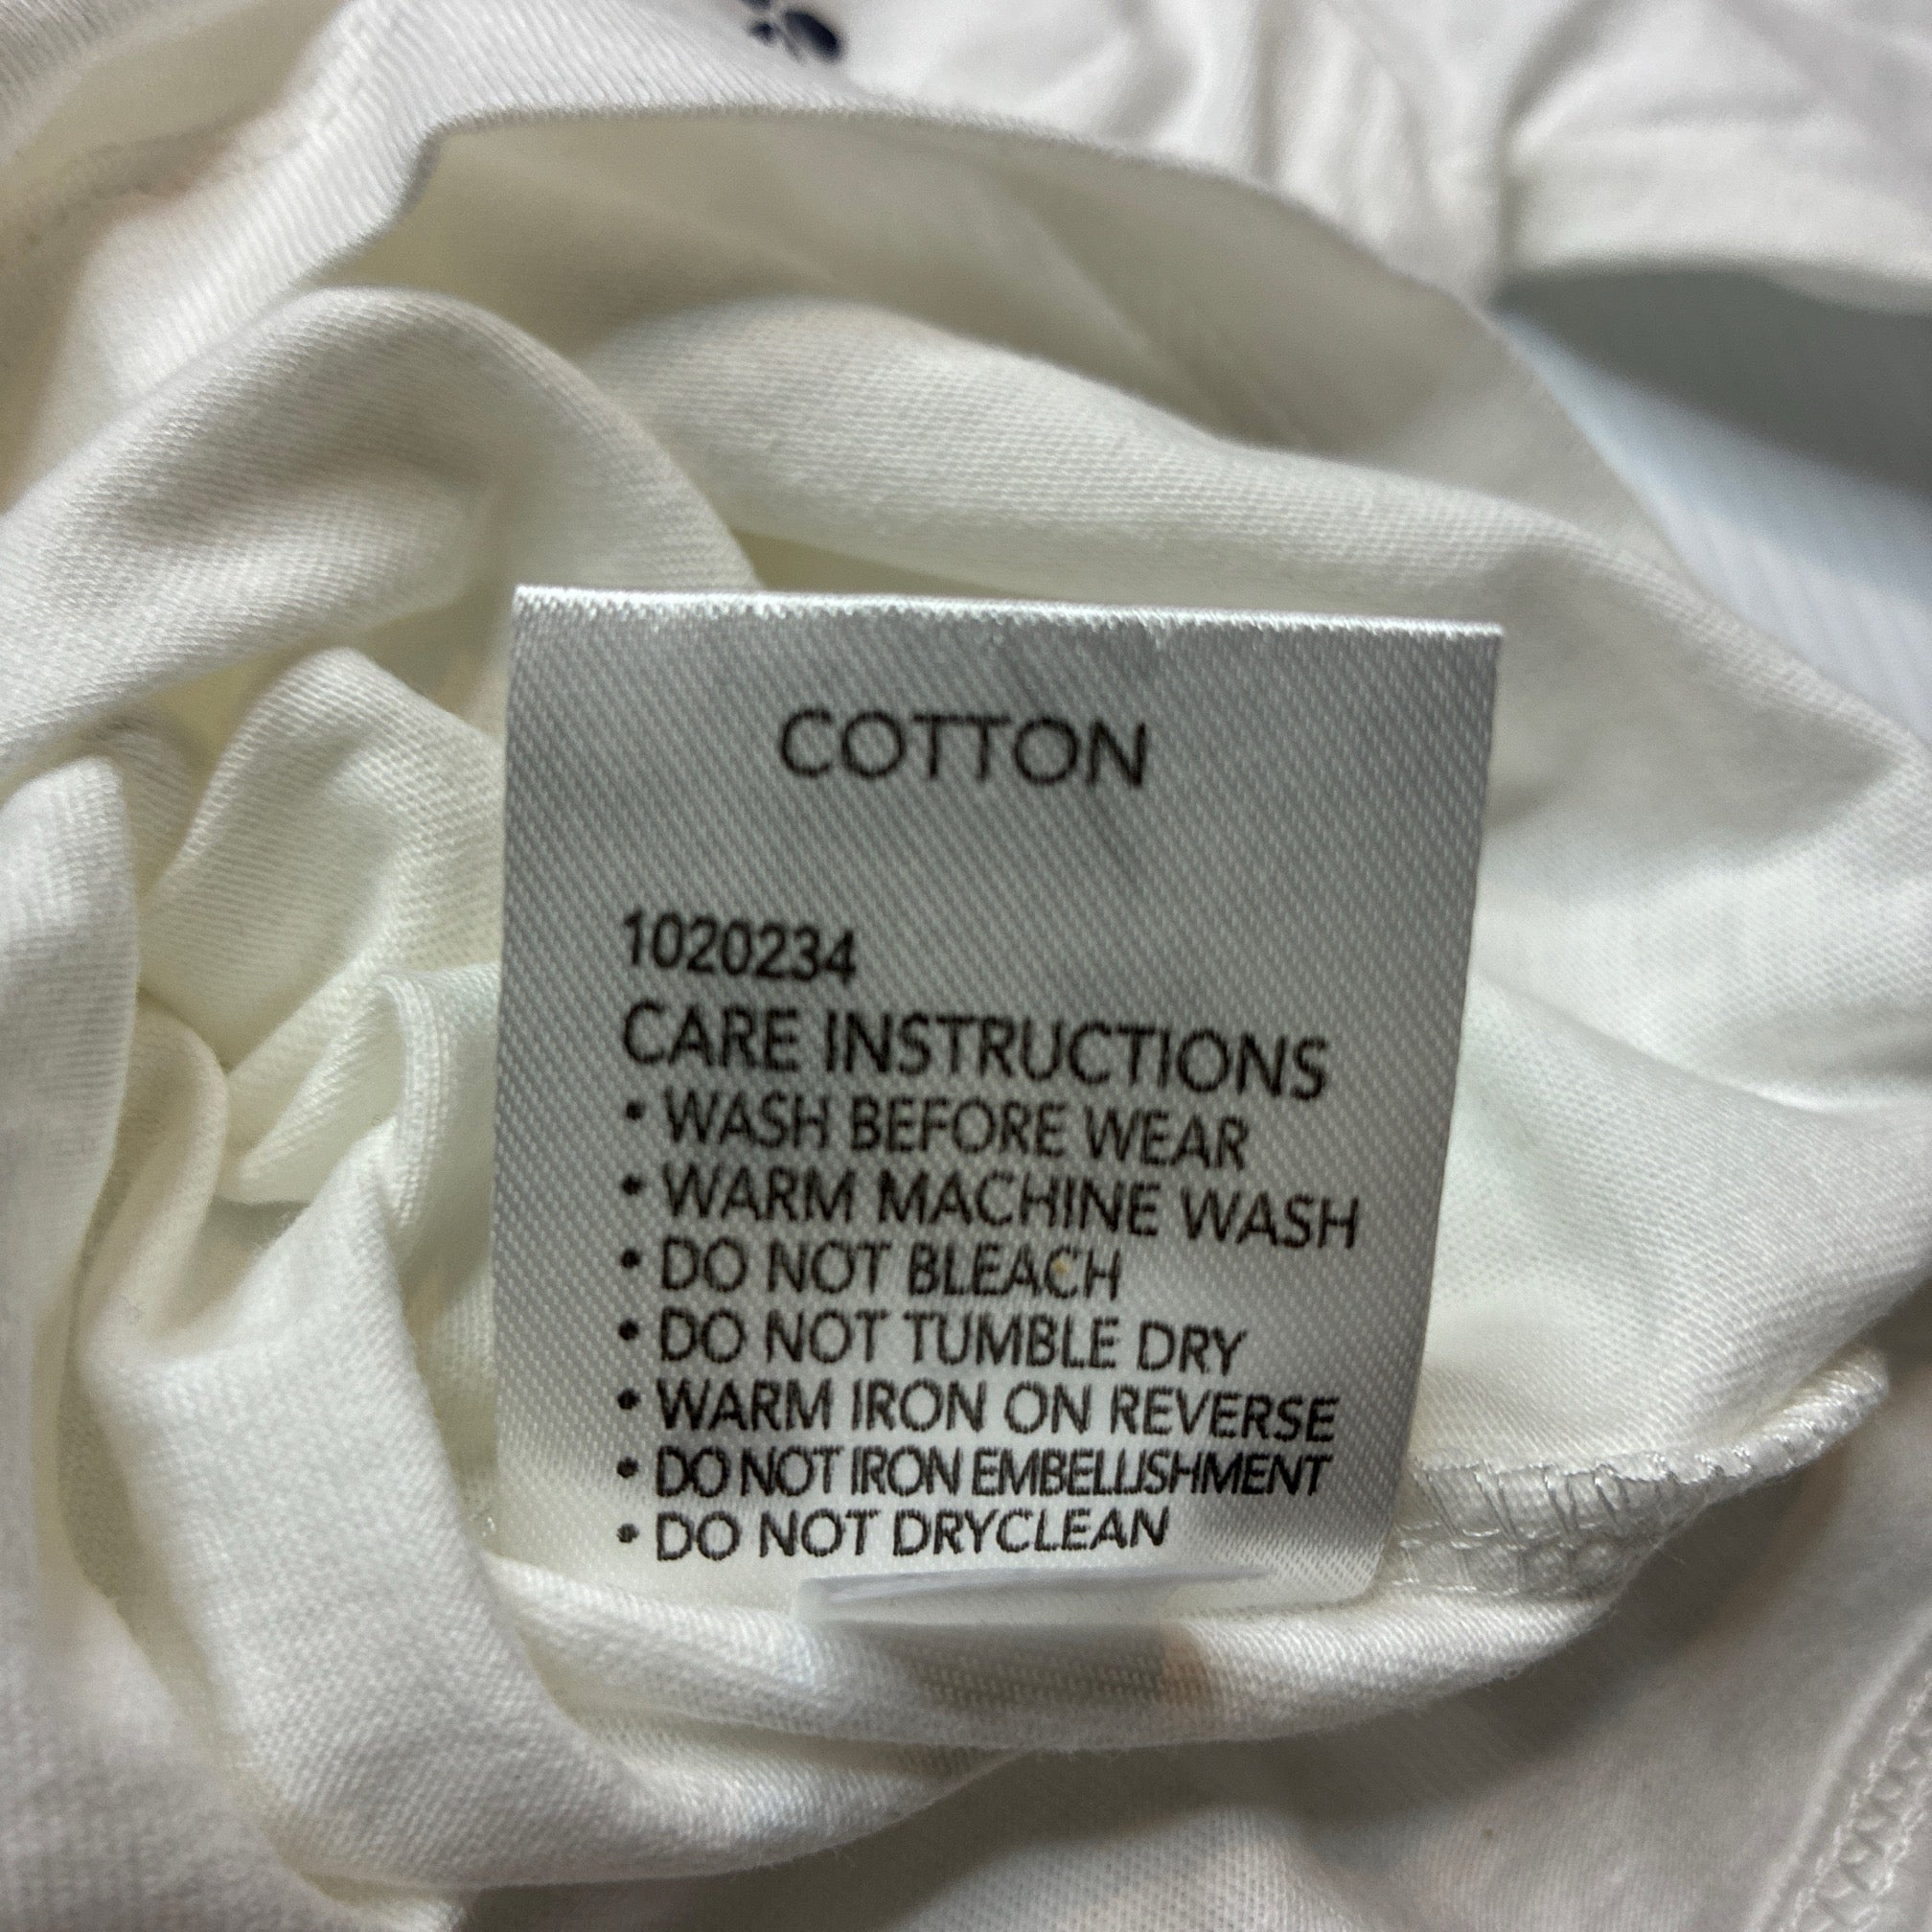 COTTON
1020234
CARE INSTRUCTIONS
• WASH BEFORE WEAR
• WARM MACHINE WASH
• DO NOT BLEACH
• DO NOT TUMBLE DRY
• WARM IRON ON REVERSE
• DO NOT IRON EMBELLISHMENT
• DO NOT DRYCLEAN